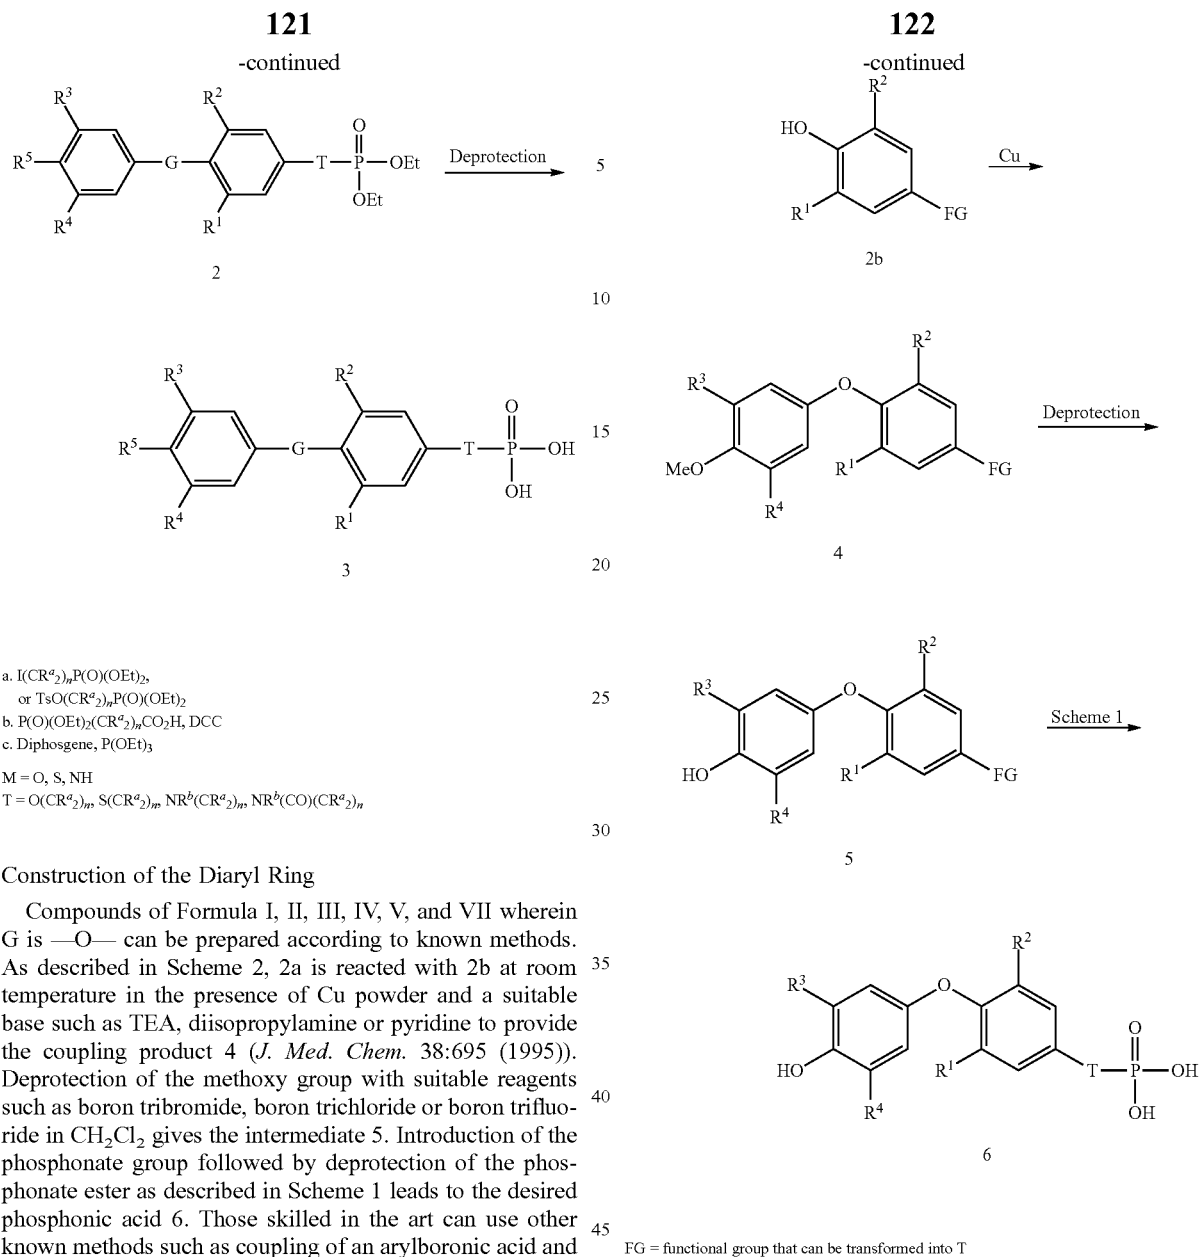 121
-continued
R³
R²
R⁵
G
T
O
P
OEt
OEt
R⁴
R¹
Deprotection
2
R³
R²
R⁵
G
T
O
P
OH
OH
R⁴
R¹
3
a. I(CRᵃ₂)ₙP(O)(OEt)₂,
or TsO(CRᵃ₂)ₙP(O)(OEt)₂
b. P(O)(OEt)₂(CRᵃ₂)ₙCO₂H, DCC
c. Diphosgene, P(OEt)₃
M = O, S, NH
T = O(CRᵃ₂)ₙ, S(CRᵃ₂)ₙ, NRᵇ(CRᵃ₂)ₙ, NRᵇ(CO)(CRᵃ₂)ₙ
Construction of the Diaryl Ring
Compounds of Formula I, II, III, IV, V, and VII wherein
G is —O— can be prepared according to known methods.
As described in Scheme 2, 2a is reacted with 2b at room
temperature in the presence of Cu powder and a suitable
base such as TEA, diisopropylamine or pyridine to provide
the coupling product 4 (J. Med. Chem. 38:695 (1995)).
Deprotection of the methoxy group with suitable reagents
such as boron tribromide, boron trichloride or boron trifluo-
ride in CH₂Cl₂ gives the intermediate 5. Introduction of the
phosphonate group followed by deprotection of the phos-
phonate ester as described in Scheme 1 leads to the desired
phosphonic acid 6. Those skilled in the art can use other
known methods such as coupling of an arylboronic acid and
5
10
15
20
25
30
35
40
45
122
-continued
R²
HO
R¹
FG
Cu
2b
R²
R³
O
MeO
R¹
FG
R⁴
Deprotection
4
R²
R³
O
HO
R¹
FG
R⁴
Scheme 1
5
R²
R³
O
O
HO
R¹
T
P
OH
R⁴
OH
6
FG = functional group that can be transformed into T